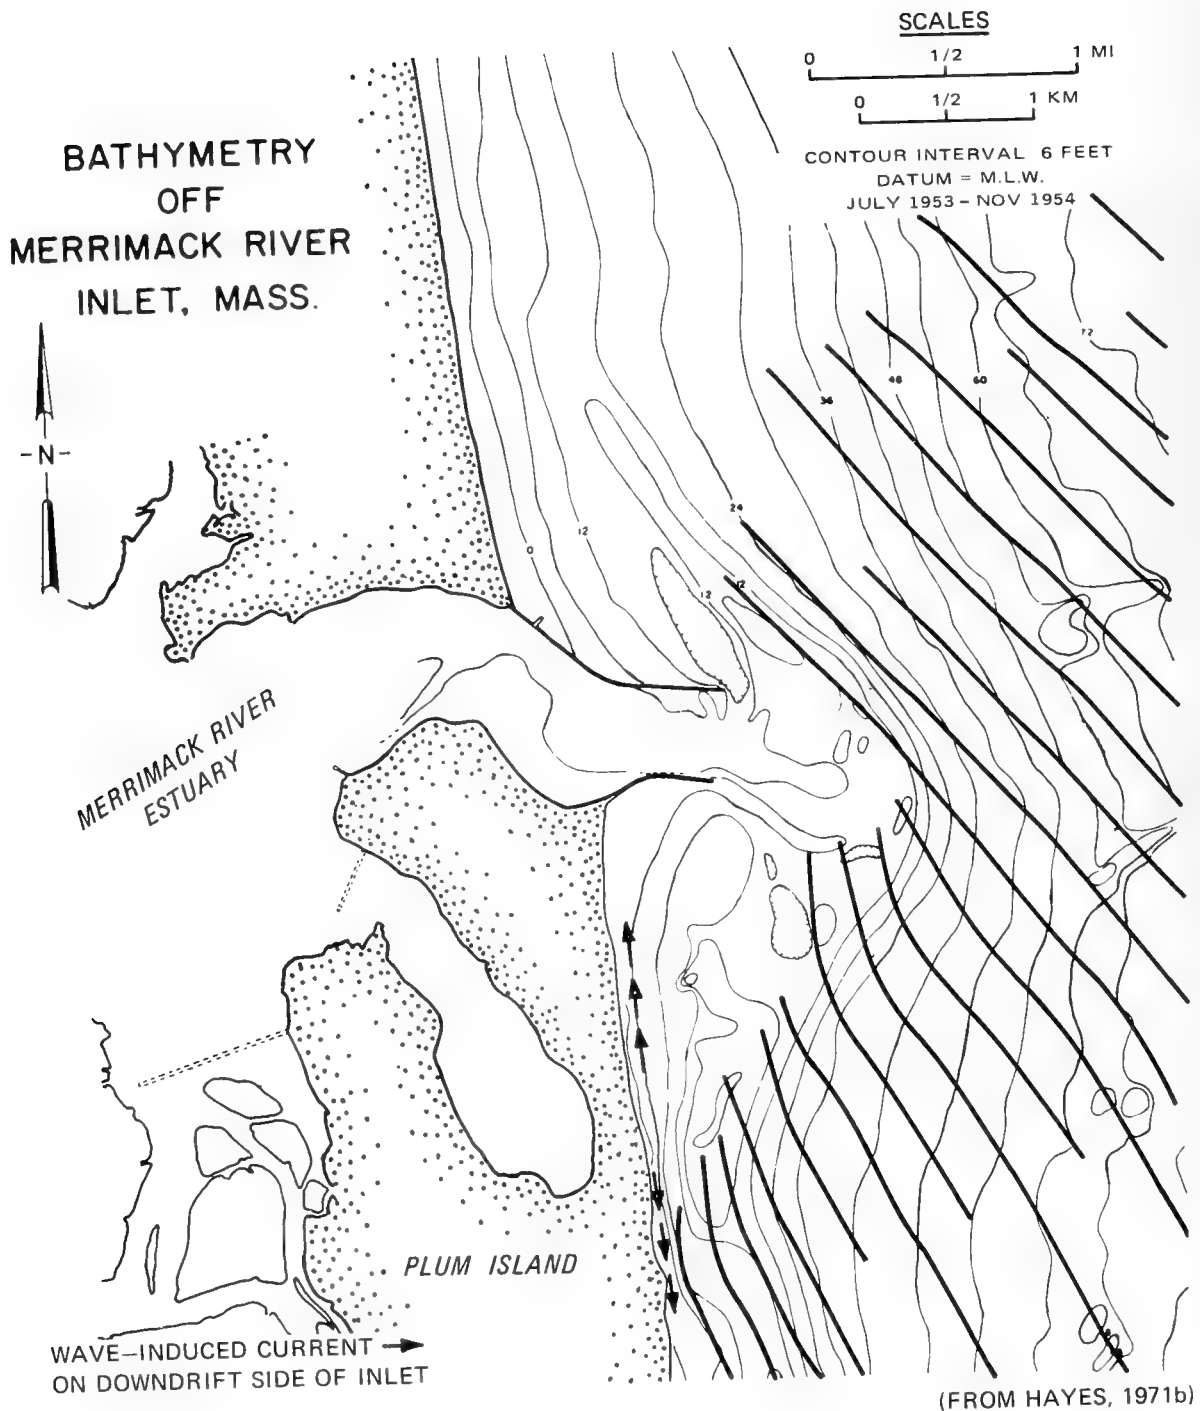 SCALES
0 1/2 1 MI
0 1/2 1 KM
CONTOUR INTERVAL 6 FEET
DATUM = M.L.W.
JULY 1953 – NOV 1954
BATHYMETRY
OFF
MERRIMACK RIVER
INLET, MASS.
-N-
72
48
60
36
24
12
0
12
12
MERRIMACK RIVER
ESTUARY
PLUM ISLAND
WAVE–INDUCED CURRENT
ON DOWNDRIFT SIDE OF INLET
(FROM HAYES, 1971b)